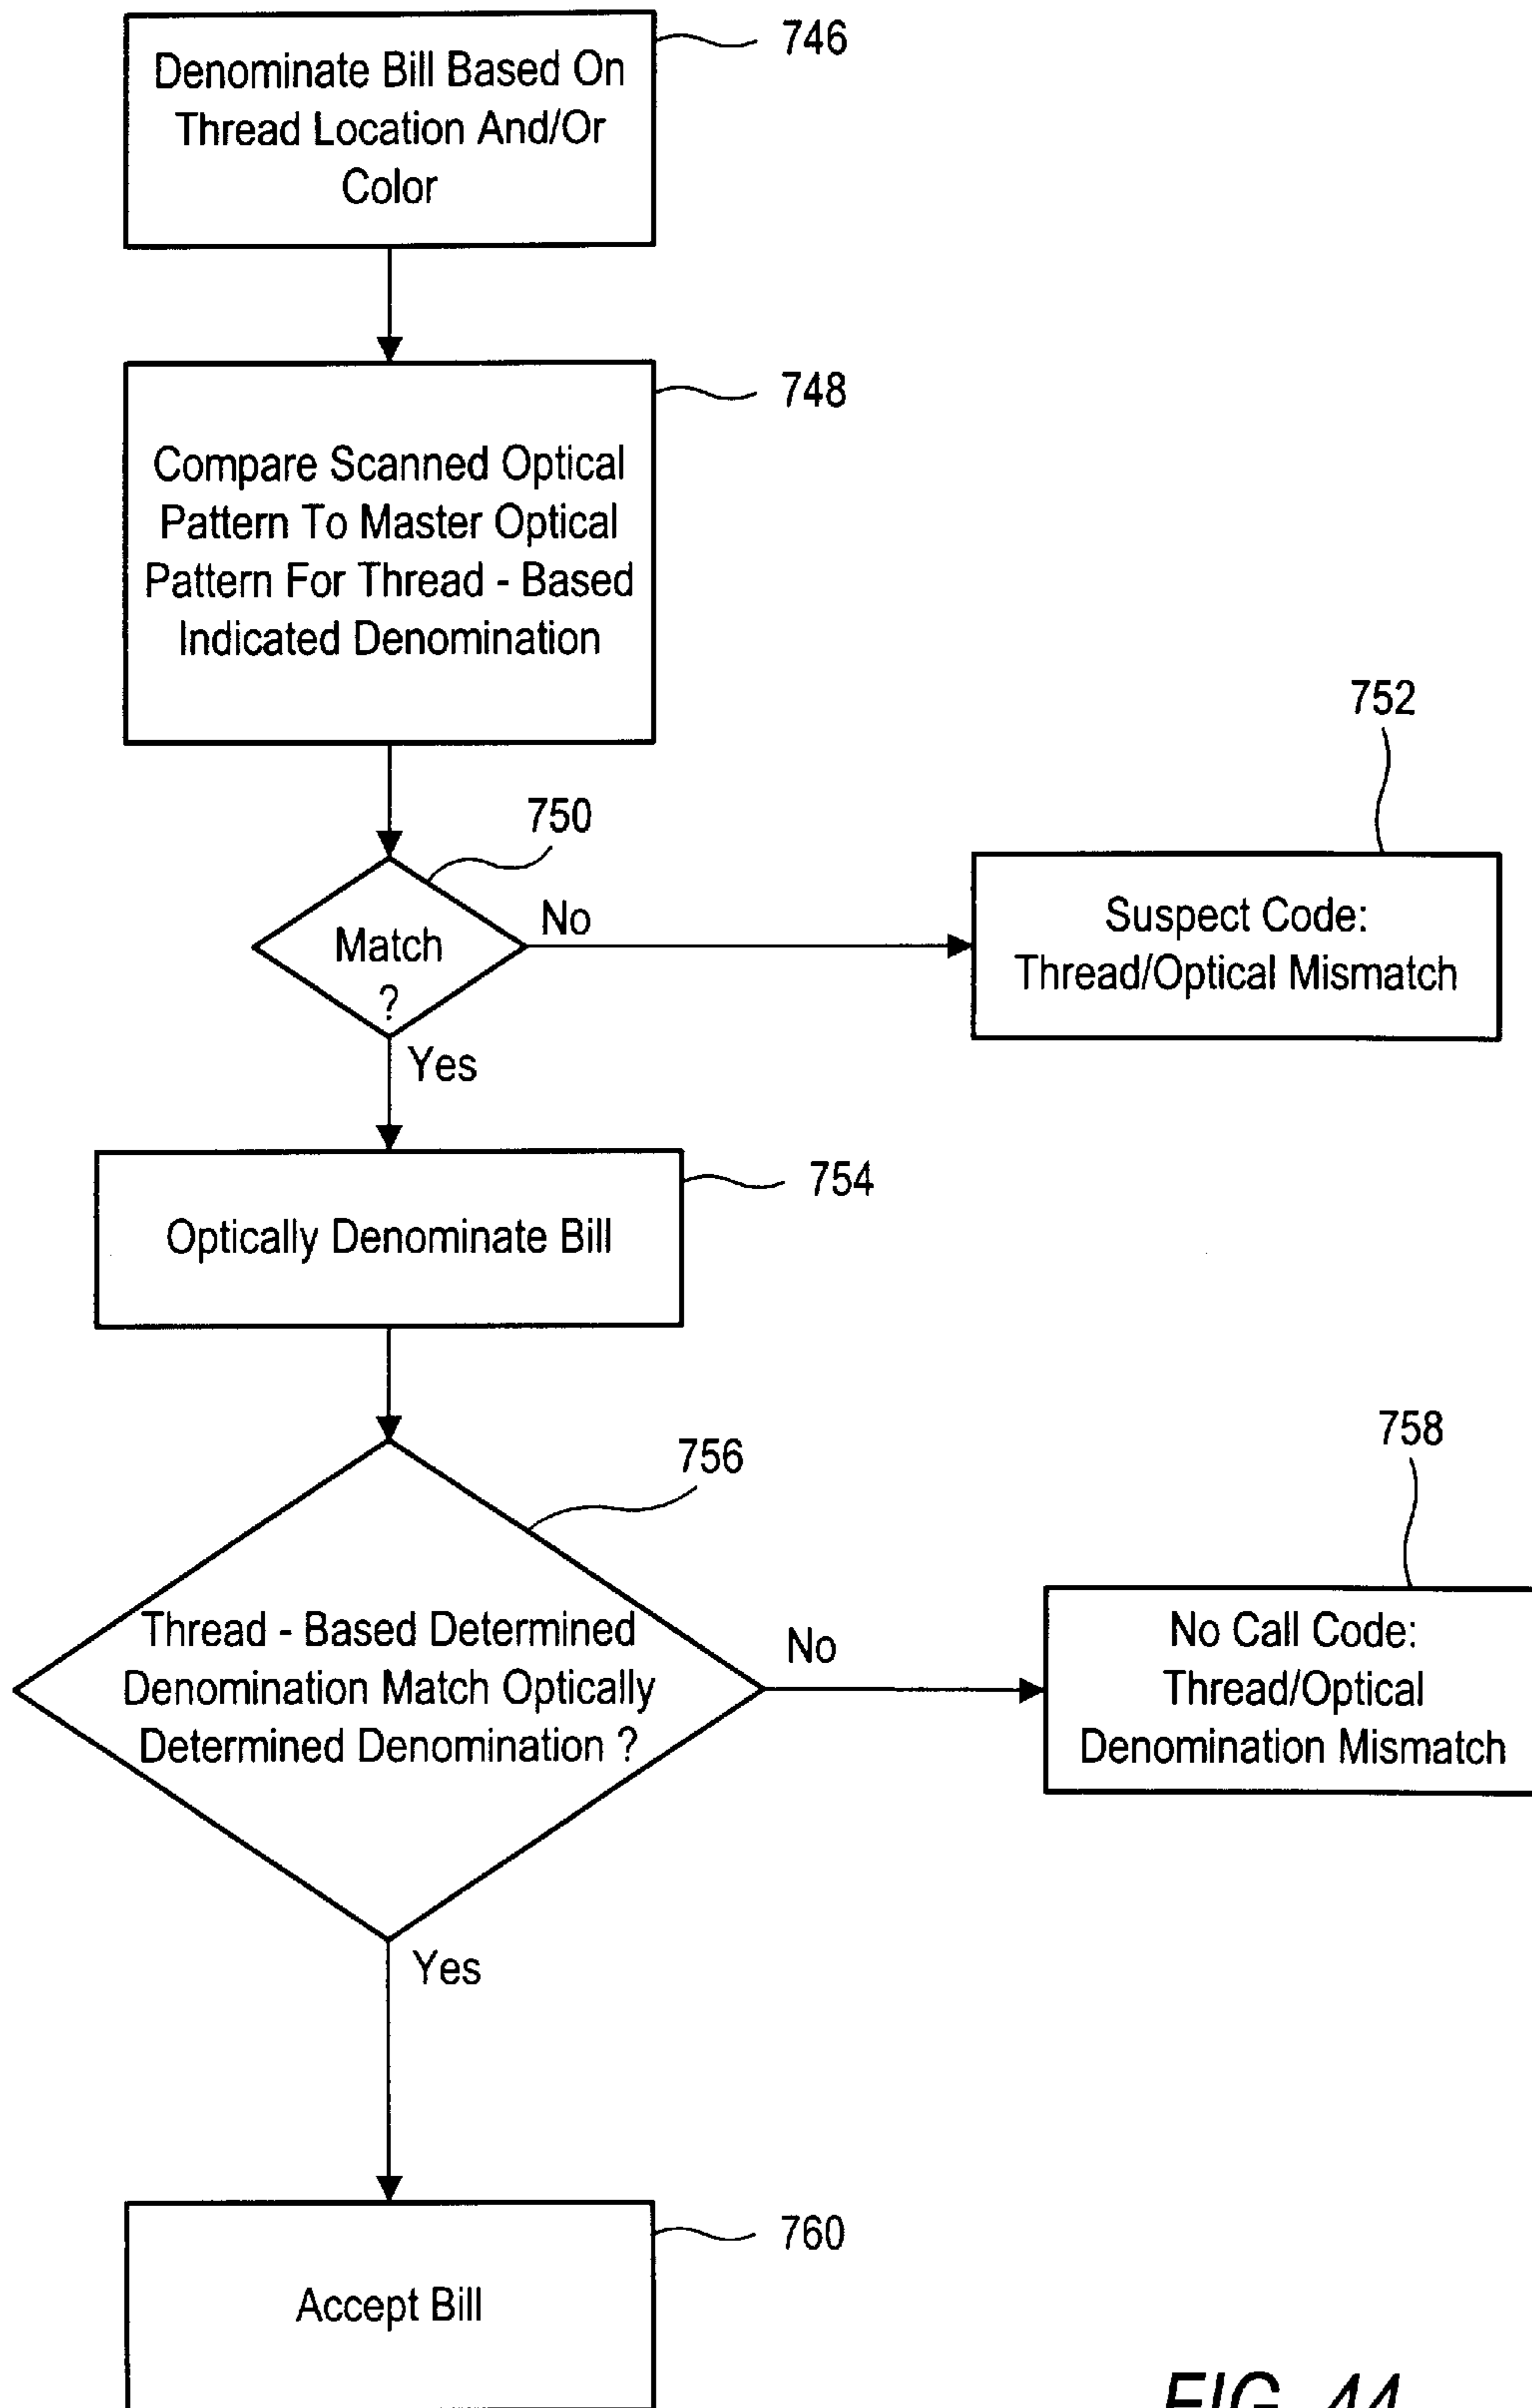 746
Denominate Bill Based On
Thread Location And/Or
Color
748
Compare Scanned Optical
Pattern To Master Optical
Pattern For Thread - Based
Indicated Denomination
752
750
Match
?
No
Suspect Code:
Thread/Optical Mismatch
Yes
754
Optically Denominate Bill
756
758
Thread - Based Determined
Denomination Match Optically
Determined Denomination ?
No
No Call Code:
Thread/Optical
Denomination Mismatch
Yes
760
Accept Bill
FIG. 44